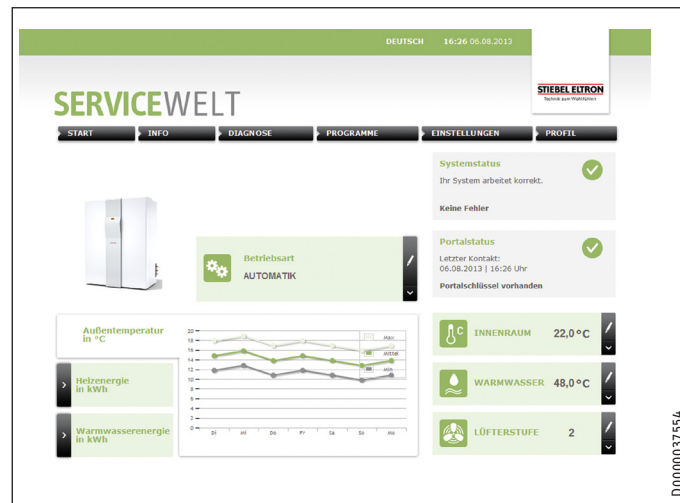 DEUTSCH 16:26 06.08.2013
STIEBEL ELTRON
Technik zum Wohlfühlen
SERVICEWELT
START INFO DIAGNOSE PROGRAMME EINSTELLUNGEN PROFIL
Systemstatus
Ihr System arbeitet korrekt.
Keine Fehler
Betriebsart
AUTOMATIK
Portalstatus
Letzter Kontakt:
06.08.2013 | 16:26 Uhr
Portalschlüssel vorhanden
Außentemperatur
in °C
Heizenergie
in kWh
Warmwasserenergie
in kWh
20
18
16
14
12
10
8
6
4
2
0
Max
Mittel
Min
Di Mi Do Fr Sa So Mo
°C INNENRAUM 22,0 °C
WARMWASSER 48,0 °C
LÜFTERSTUFE 2
D0000037554